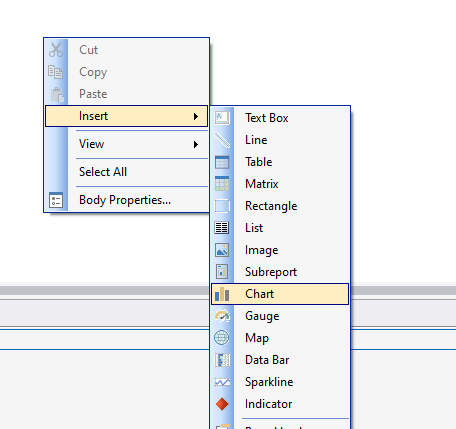 Cut
Copy
Paste
Insert
View
Select All
Body Properties...
Text Box
Line
Table
Matrix
Rectangle
List
Image
Subreport
Chart
Gauge
Map
Data Bar
Sparkline
Indicator